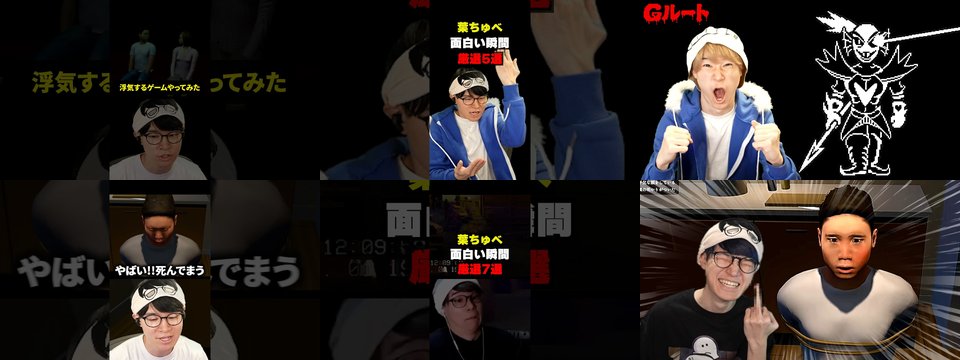 浮気する
浮気するゲームやってみた
ってみた
葉ちゅべ
面白い瞬間
厳選5選
Gルート
やばい
やばい!!死んでまう
でまう
面
間
12:09:
葉ちゅべ
面白い瞬間
厳選7選